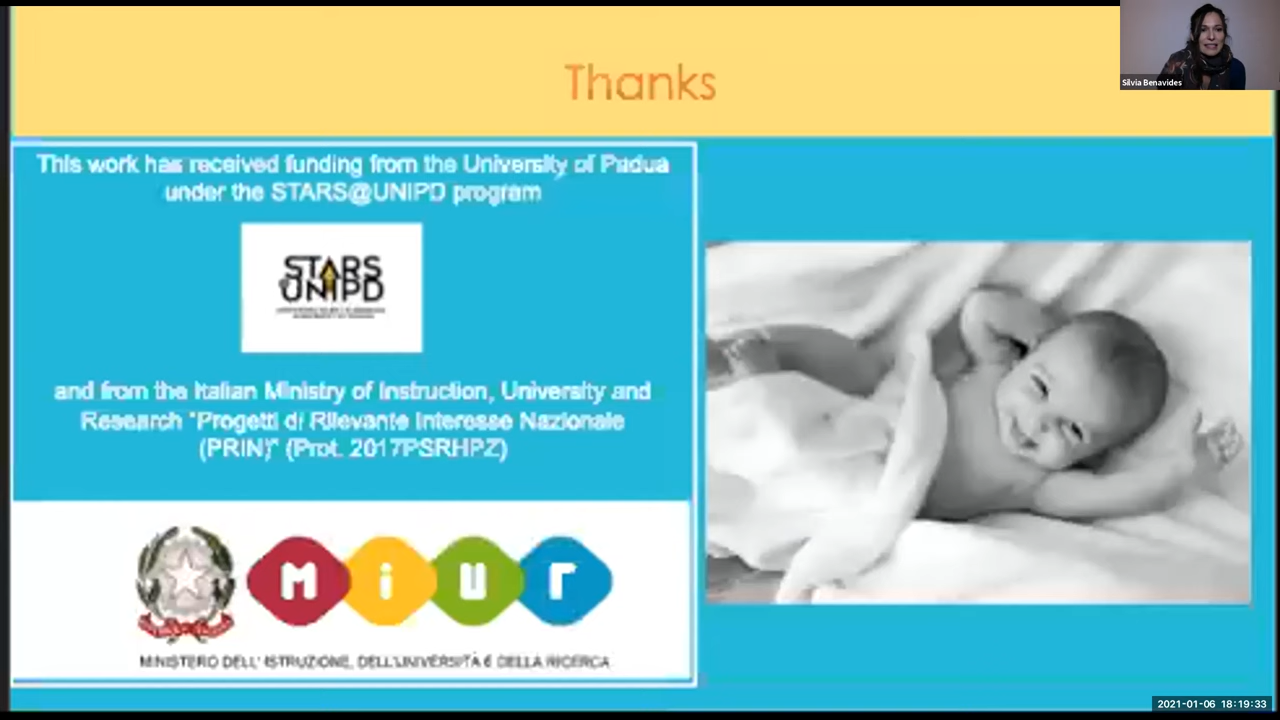 Thanks
Silvia Benavides
This work has received funding from the University of Padua
under the STARS@UNIPD program
STARS
UNIPD
and from the Italian Ministry of Instruction, University and
Research "Progetti di Rilevante Interesse Nazionale
(PRIN)" (Prot. 2017PSRHPZ)
M i U r
MINISTERO DELL' ISTRUZIONE, DELL'UNIVERSITÀ E DELLA RICERCA
2021-01-06 18:19:33